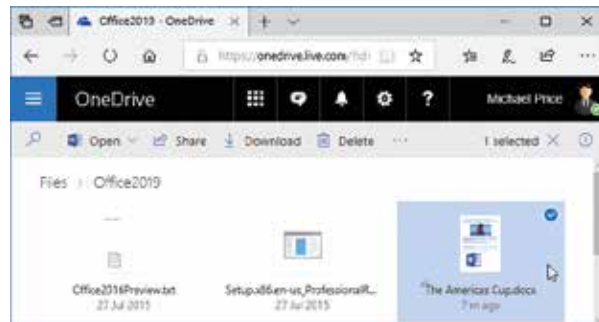 Office2019 - OneDrive
https://onedrive.live.com/?id
OneDrive
?
Michael Price
Open
Share
Download
Delete
1 selected
Files
Office2019
Office2016Preview.txt
27 Jul 2015
Setup.x86.en-us_ProfessionalR...
27 Jul 2015
The Americas Cup.docx
7 m ago